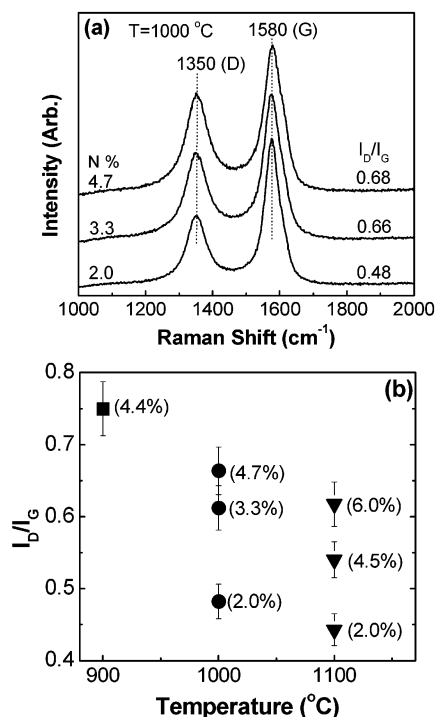 (a)
T=1000 °C
1350 (D)
1580 (G)
Intensity (Arb.)
N %
I_D/I_G
4.7
0.68
3.3
0.66
2.0
0.48
1000 1200 1400 1600 1800 2000
Raman Shift (cm⁻¹)
(b)
0.8
0.7
0.6
0.5
0.4
I_D/I_G
(4.4%)
(4.7%)
(3.3%)
(2.0%)
(6.0%)
(4.5%)
(2.0%)
900 1000 1100
Temperature (°C)